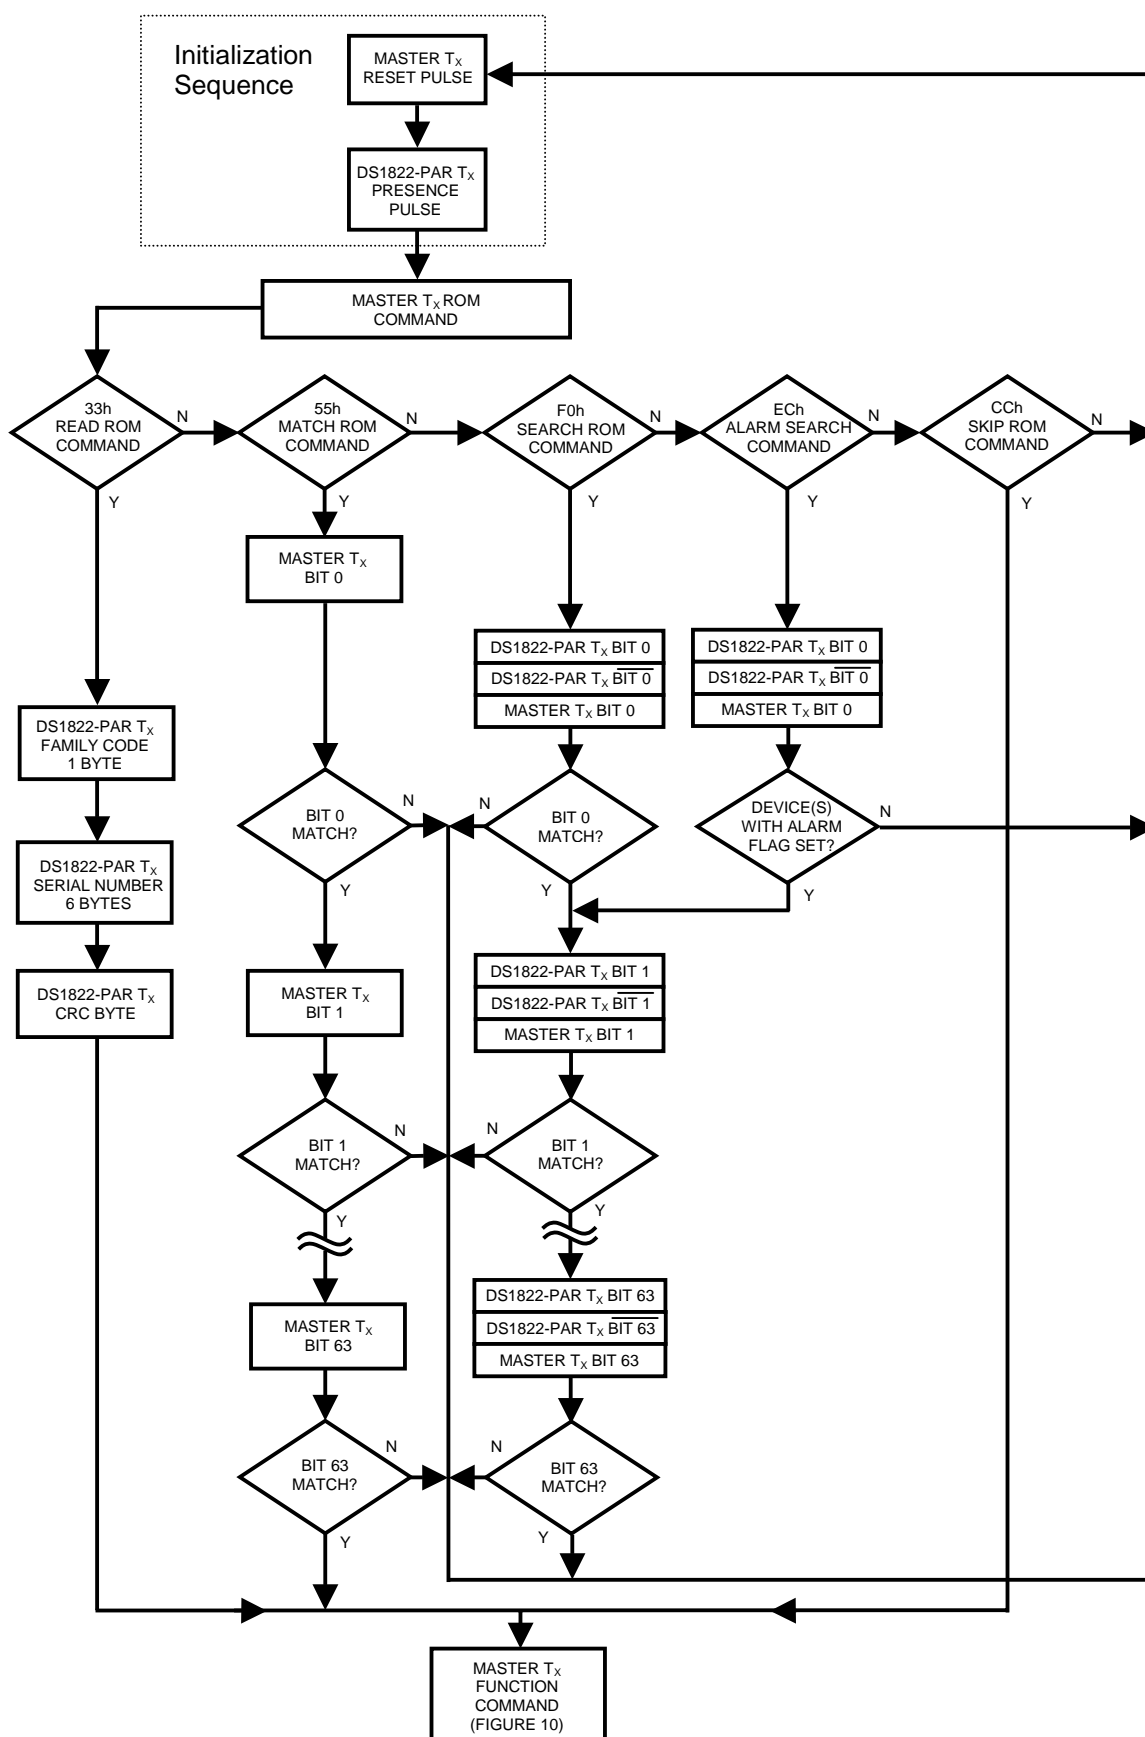 Initialization
Sequence
MASTER TX
RESET PULSE
DS1822-PAR TX
PRESENCE
PULSE
MASTER TX ROM
COMMAND
33h
READ ROM
COMMAND
N
Y
55h
MATCH ROM
COMMAND
N
Y
F0h
SEARCH ROM
COMMAND
N
Y
ECh
ALARM SEARCH
COMMAND
N
Y
CCh
SKIP ROM
COMMAND
N
Y
MASTER TX
BIT 0
DS1822-PAR TX BIT 0
DS1822-PAR TX BIT 0
MASTER TX BIT 0
DS1822-PAR TX BIT 0
DS1822-PAR TX BIT 0
MASTER TX BIT 0
DS1822-PAR TX
FAMILY CODE
1 BYTE
BIT 0
MATCH?
N
Y
BIT 0
MATCH?
N
Y
DEVICE(S)
WITH ALARM
FLAG SET?
N
Y
DS1822-PAR TX
SERIAL NUMBER
6 BYTES
DS1822-PAR TX
CRC BYTE
MASTER TX
BIT 1
DS1822-PAR TX BIT 1
DS1822-PAR TX BIT 1
MASTER TX BIT 1
BIT 1
MATCH?
N
Y
BIT 1
MATCH?
N
Y
MASTER TX
BIT 63
DS1822-PAR TX BIT 63
DS1822-PAR TX BIT 63
MASTER TX BIT 63
BIT 63
MATCH?
N
Y
BIT 63
MATCH?
N
Y
MASTER TX
FUNCTION
COMMAND
(FIGURE 10)